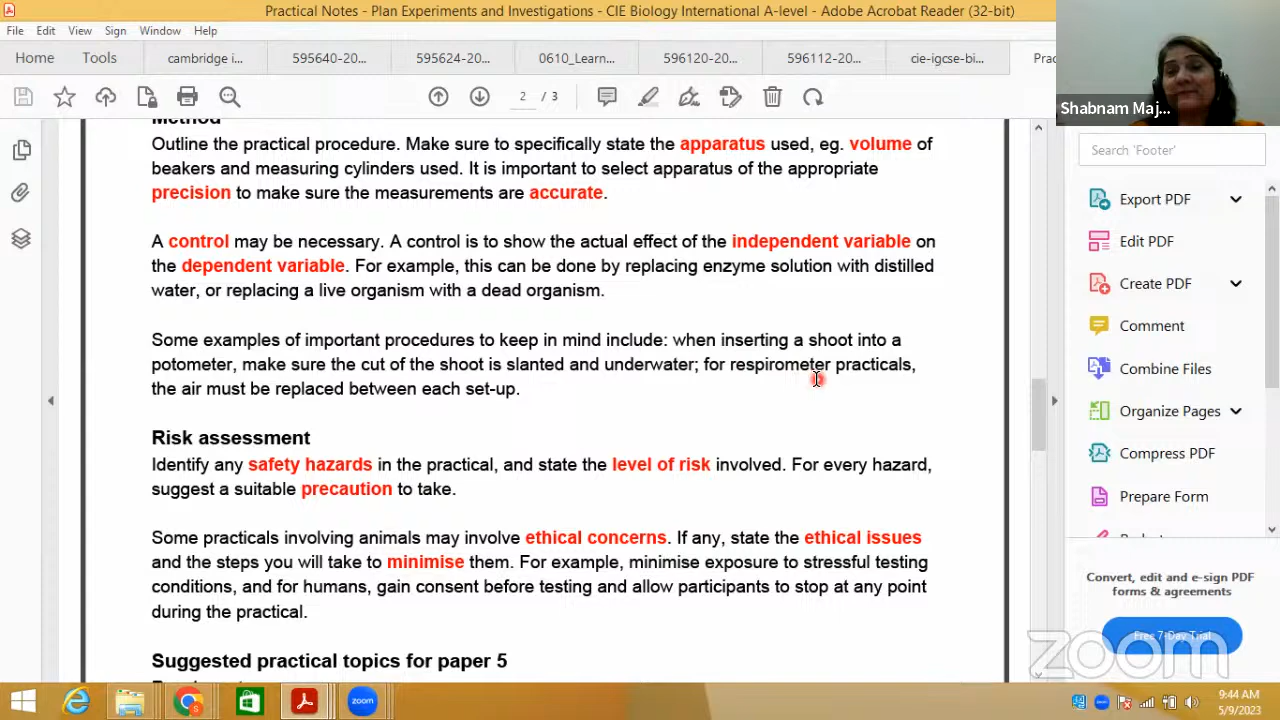 Practical Notes - Plan Experiments and Investigations - CIE Biology International A-level - Adobe Acrobat Reader (32-bit)
File Edit View Sign Window Help
Home Tools cambridge i... 595640-20... 595624-20... 0610_Learn... 596120-20... 596112-20... cie-igcse-bi... Prac
2 / 3
Shabnam Maj...
Method
Outline the practical procedure. Make sure to specifically state the apparatus used, eg. volume of
beakers and measuring cylinders used. It is important to select apparatus of the appropriate
precision to make sure the measurements are accurate.
A control may be necessary. A control is to show the actual effect of the independent variable on
the dependent variable. For example, this can be done by replacing enzyme solution with distilled
water, or replacing a live organism with a dead organism.
Some examples of important procedures to keep in mind include: when inserting a shoot into a
potometer, make sure the cut of the shoot is slanted and underwater; for respirometer practicals,
the air must be replaced between each set-up.
Risk assessment
Identify any safety hazards in the practical, and state the level of risk involved. For every hazard,
suggest a suitable precaution to take.
Some practicals involving animals may involve ethical concerns. If any, state the ethical issues
and the steps you will take to minimise them. For example, minimise exposure to stressful testing
conditions, and for humans, gain consent before testing and allow participants to stop at any point
during the practical.
Suggested practical topics for paper 5
Search 'Footer'
Export PDF
Edit PDF
Create PDF
Comment
Combine Files
Organize Pages
Compress PDF
Prepare Form
Convert, edit and e-sign PDF
forms & agreements
Free 7-Day Trial
zoom
zoom
9:44 AM
5/9/2023